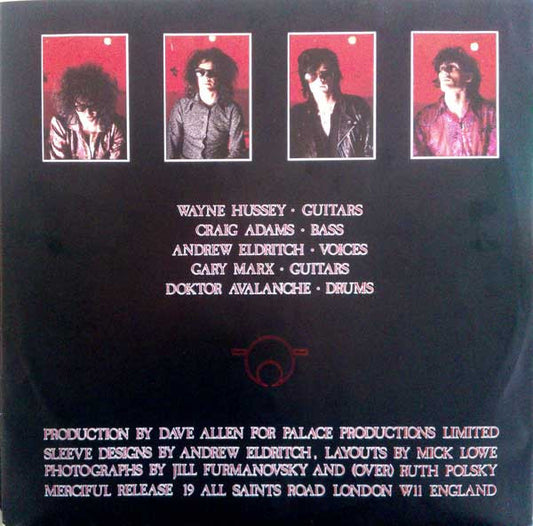 WAYNE HUSSEY · GUITARS
CRAIG ADAMS · BASS
ANDREW ELDRITCH · VOICES
GARY MARX · GUITARS
DOKTOR AVALANCHE · DRUMS
PRODUCTION BY DAVE ALLEN FOR PALACE PRODUCTIONS LIMITED
SLEEVE DESIGNS BY ANDREW ELDRITCH, LAYOUTS BY MICK LOWE
PHOTOGRAPHS BY JILL FURMANOVSKY AND (OVER) RUTH POLSKY
MERCIFUL RELEASE 19 ALL SAINTS ROAD LONDON W11 ENGLAND